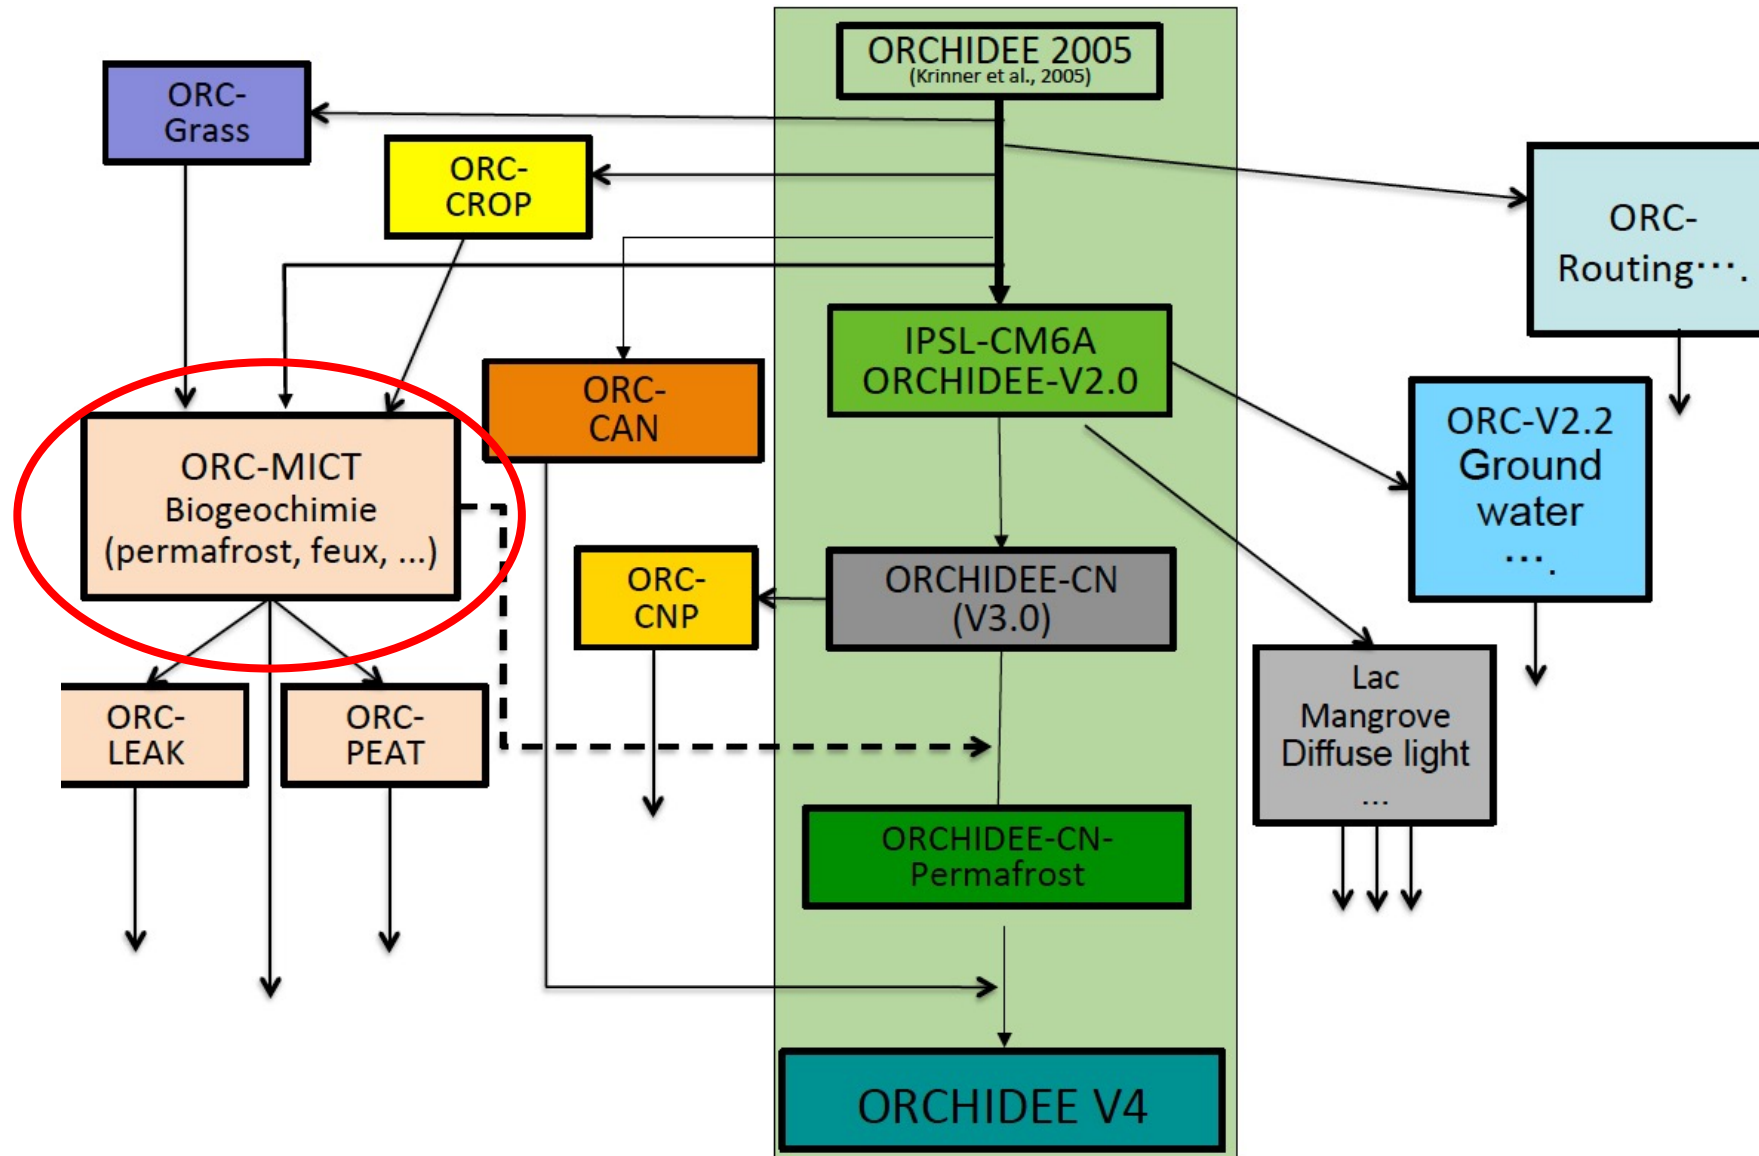 ORCHIDEE 2005
(Krinner et al., 2005)
ORC-
Grass
ORC-
CROP
ORC-
Routing….
IPSL-CM6A
ORCHIDEE-V2.0
ORC-
CAN
ORC-V2.2
Ground
water
….
ORC-MICT
Biogeochimie
(permafrost, feux, ...)
ORC-
CNP
ORCHIDEE-CN
(V3.0)
Lac
Mangrove
Diffuse light
...
ORC-
LEAK
ORC-
PEAT
ORCHIDEE-CN-
Permafrost
ORCHIDEE V4